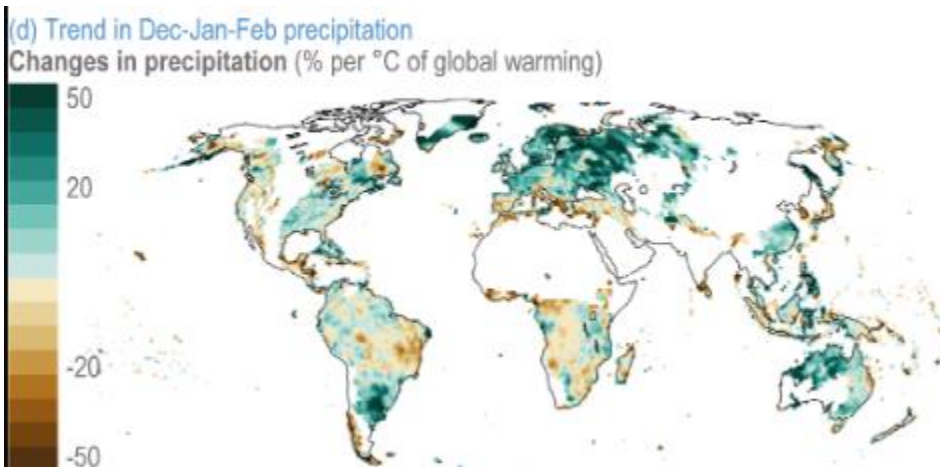 (d) Trend in Dec-Jan-Feb precipitation
Changes in precipitation (% per °C of global warming)
50
20
-20
-50